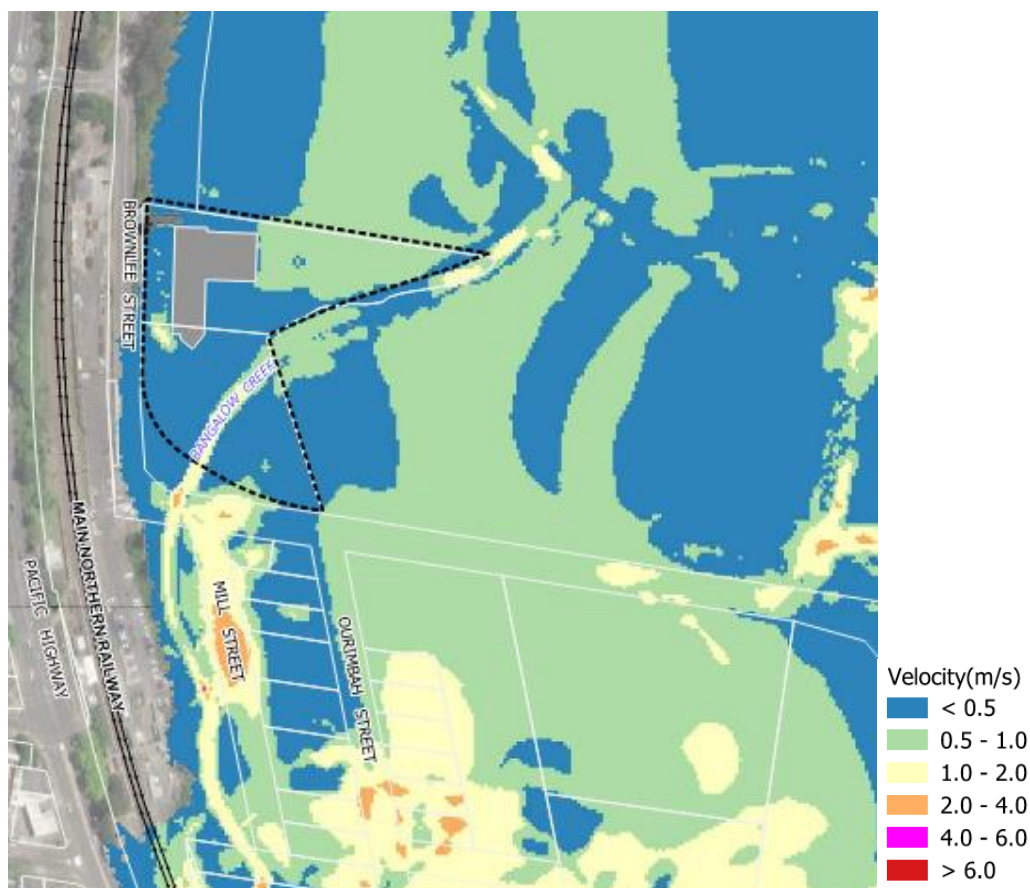 BROWNLEE STREET
BANGALOW CREEK
MAIN NORTHERN RAILWAY
PACIFIC HIGHWAY
MILL STREET
OURIMBAH STREET
Velocity(m/s)
< 0.5
0.5 - 1.0
1.0 - 2.0
2.0 - 4.0
4.0 - 6.0
> 6.0